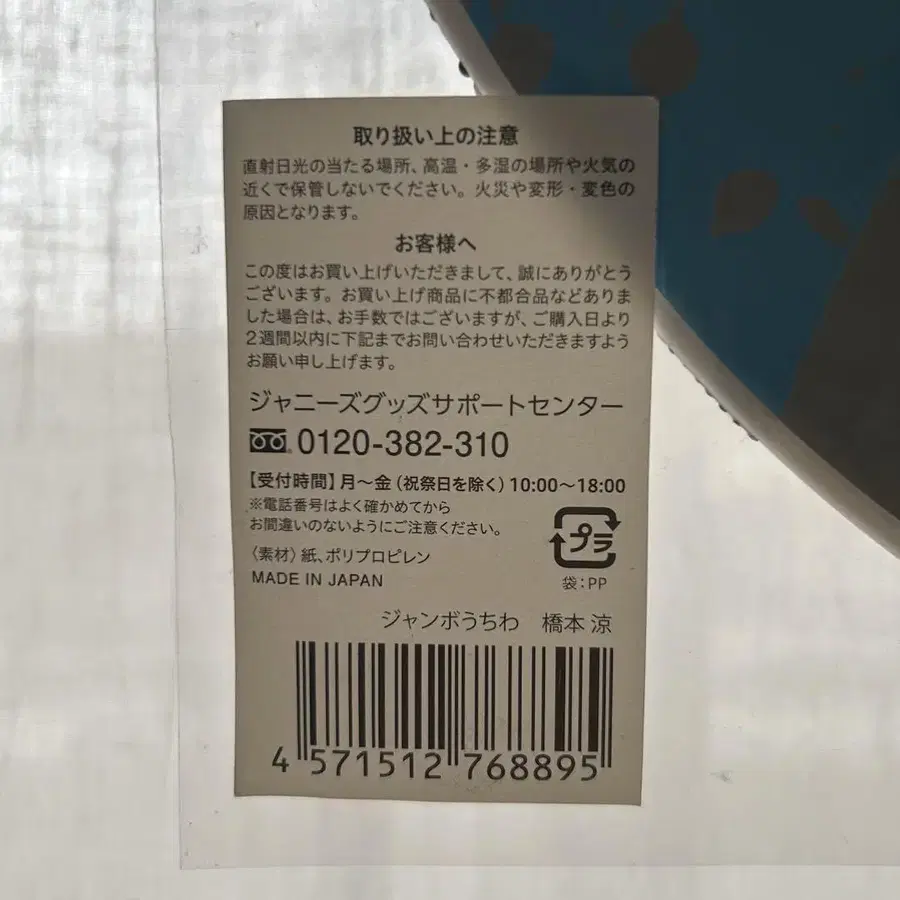 取り扱い上の注意
直射日光の当たる場所、高温・多湿の場所や火気の
近くで保管しないでください。火災や変形・変色の
原因となります。
お客様へ
この度はお買い上げいただきまして、誠にありがとう
ございます。お買い上げ商品に不都合品などありま
した場合は、お手数ではございますが、ご購入日より
2週間以内に下記までお問い合わせいただきますよう
お願い申し上げます。
ジャニーズグッズサポートセンター
0120-382-310
【受付時間】月〜金（祝祭日を除く）10:00〜18:00
※電話番号はよく確かめてから
お間違いのないようにご注意ください。
〈素材〉紙、ポリプロピレン
MADE IN JAPAN
プラ
袋：PP
ジャンボうちわ 橋本 涼
4 571512 768895